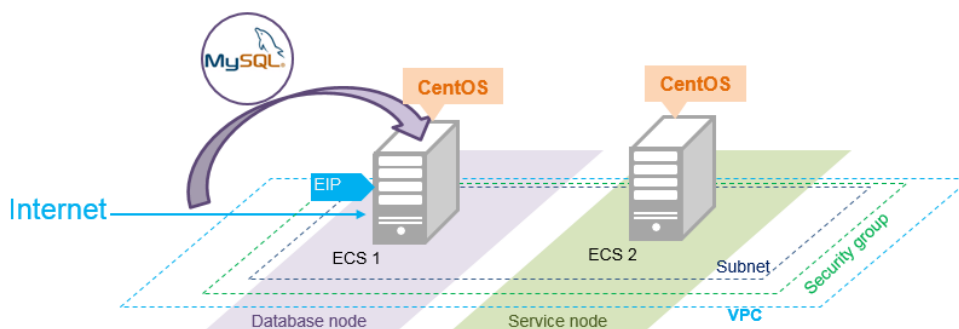 MySQL®
CentOS
CentOS
EIP
Internet
ECS 1
ECS 2
Subnet
Security group
VPC
Database node
Service node